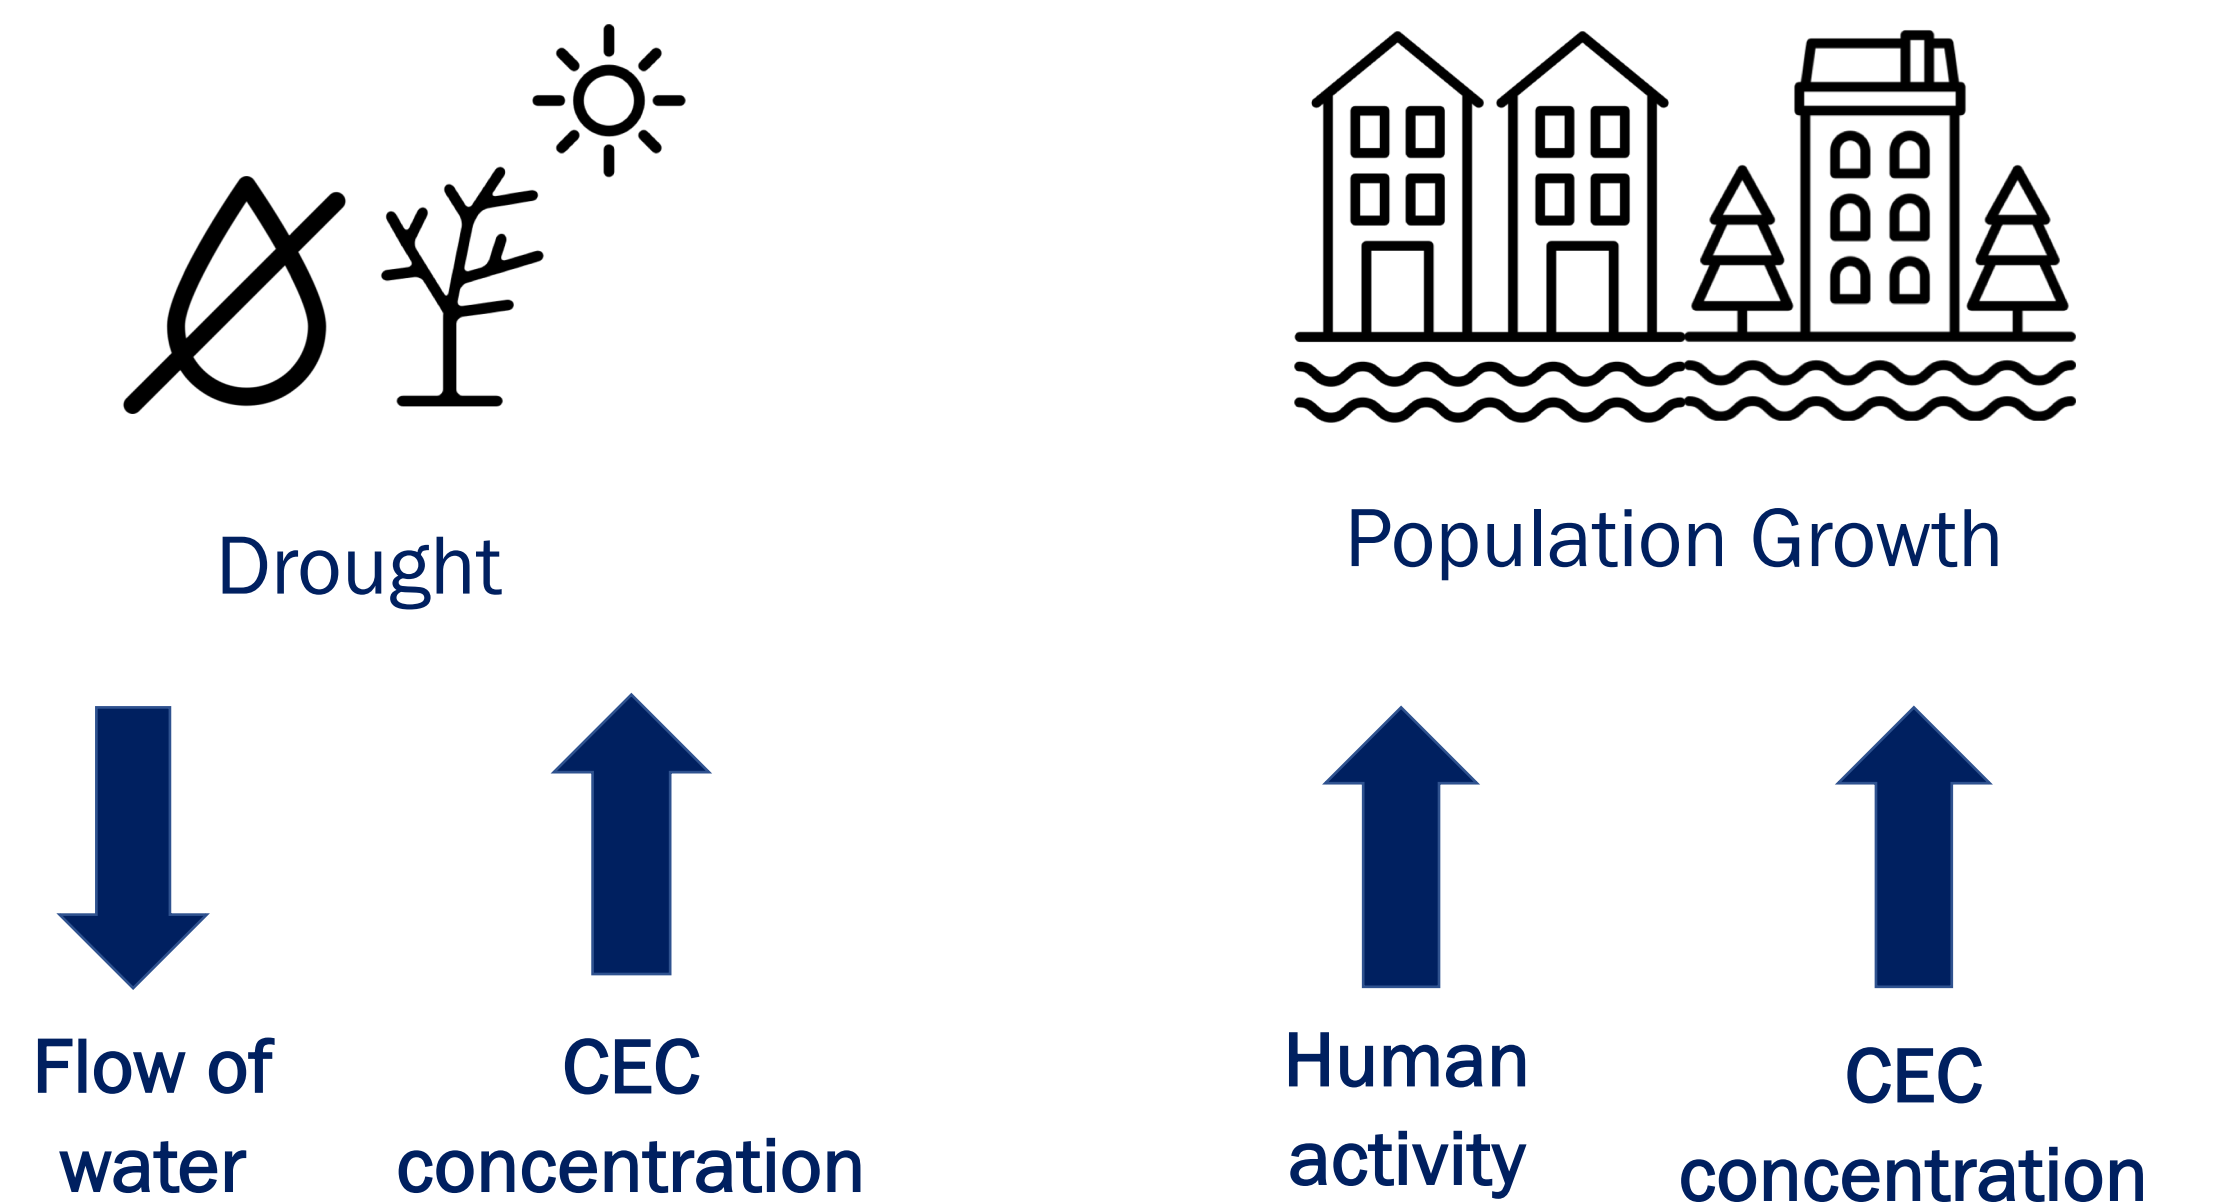 Drought
Population Growth
Flow of
water
CEC
concentration
Human
activity
CEC
concentration